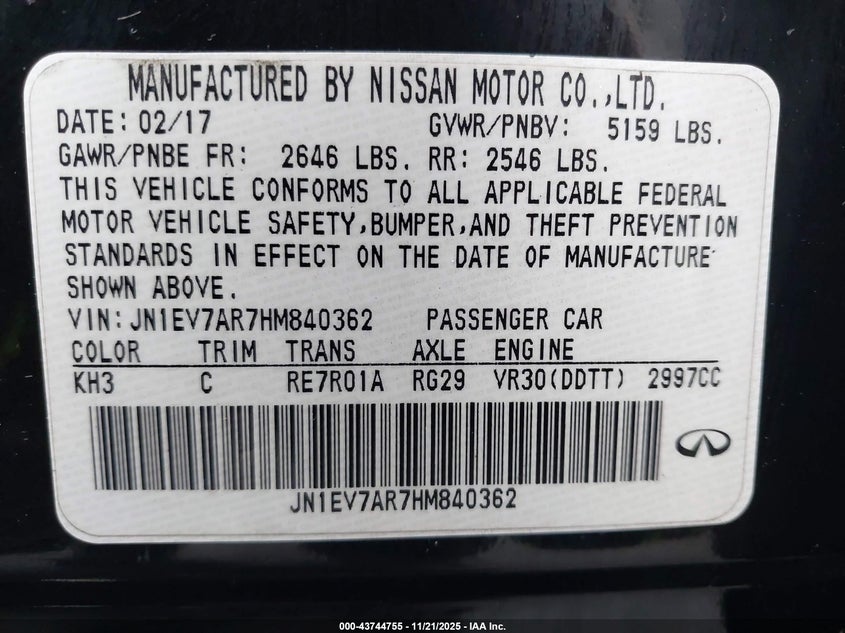 MANUFACTURED BY NISSAN MOTOR CO.,LTD.
DATE: 02/17 GVWR/PNBV: 5159 LBS.
GAWR/PNBE FR: 2646 LBS. RR: 2546 LBS.
THIS VEHICLE CONFORMS TO ALL APPLICABLE FEDERAL
MOTOR VEHICLE SAFETY,BUMPER,AND THEFT PREVENTION
STANDARDS IN EFFECT ON THE DATE OF MANUFACTURE
SHOWN ABOVE.
VIN: JN1EV7AR7HM840362 PASSENGER CAR
COLOR TRIM TRANS AXLE ENGINE
KH3 C RE7R01A RG29 VR30(DDTT) 2997CC
JN1EV7AR7HM840362
000-43744755 - 11/21/2025 - IAA Inc.